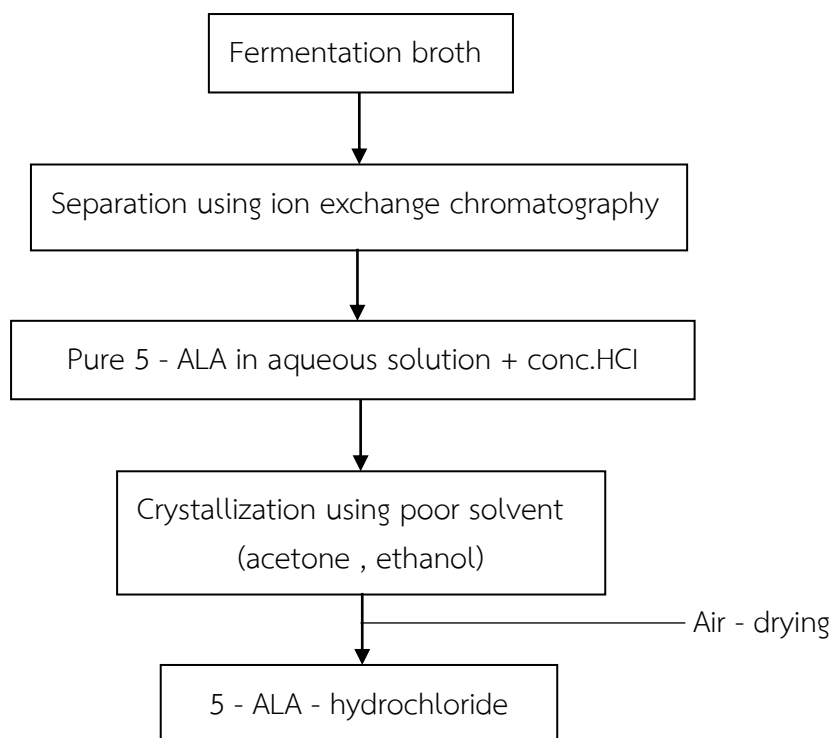 Fermentation broth
Separation using ion exchange chromatography
Pure 5 - ALA in aqueous solution + conc.HCl
Crystallization using poor solvent
(acetone , ethanol)
Air - drying
5 - ALA - hydrochloride